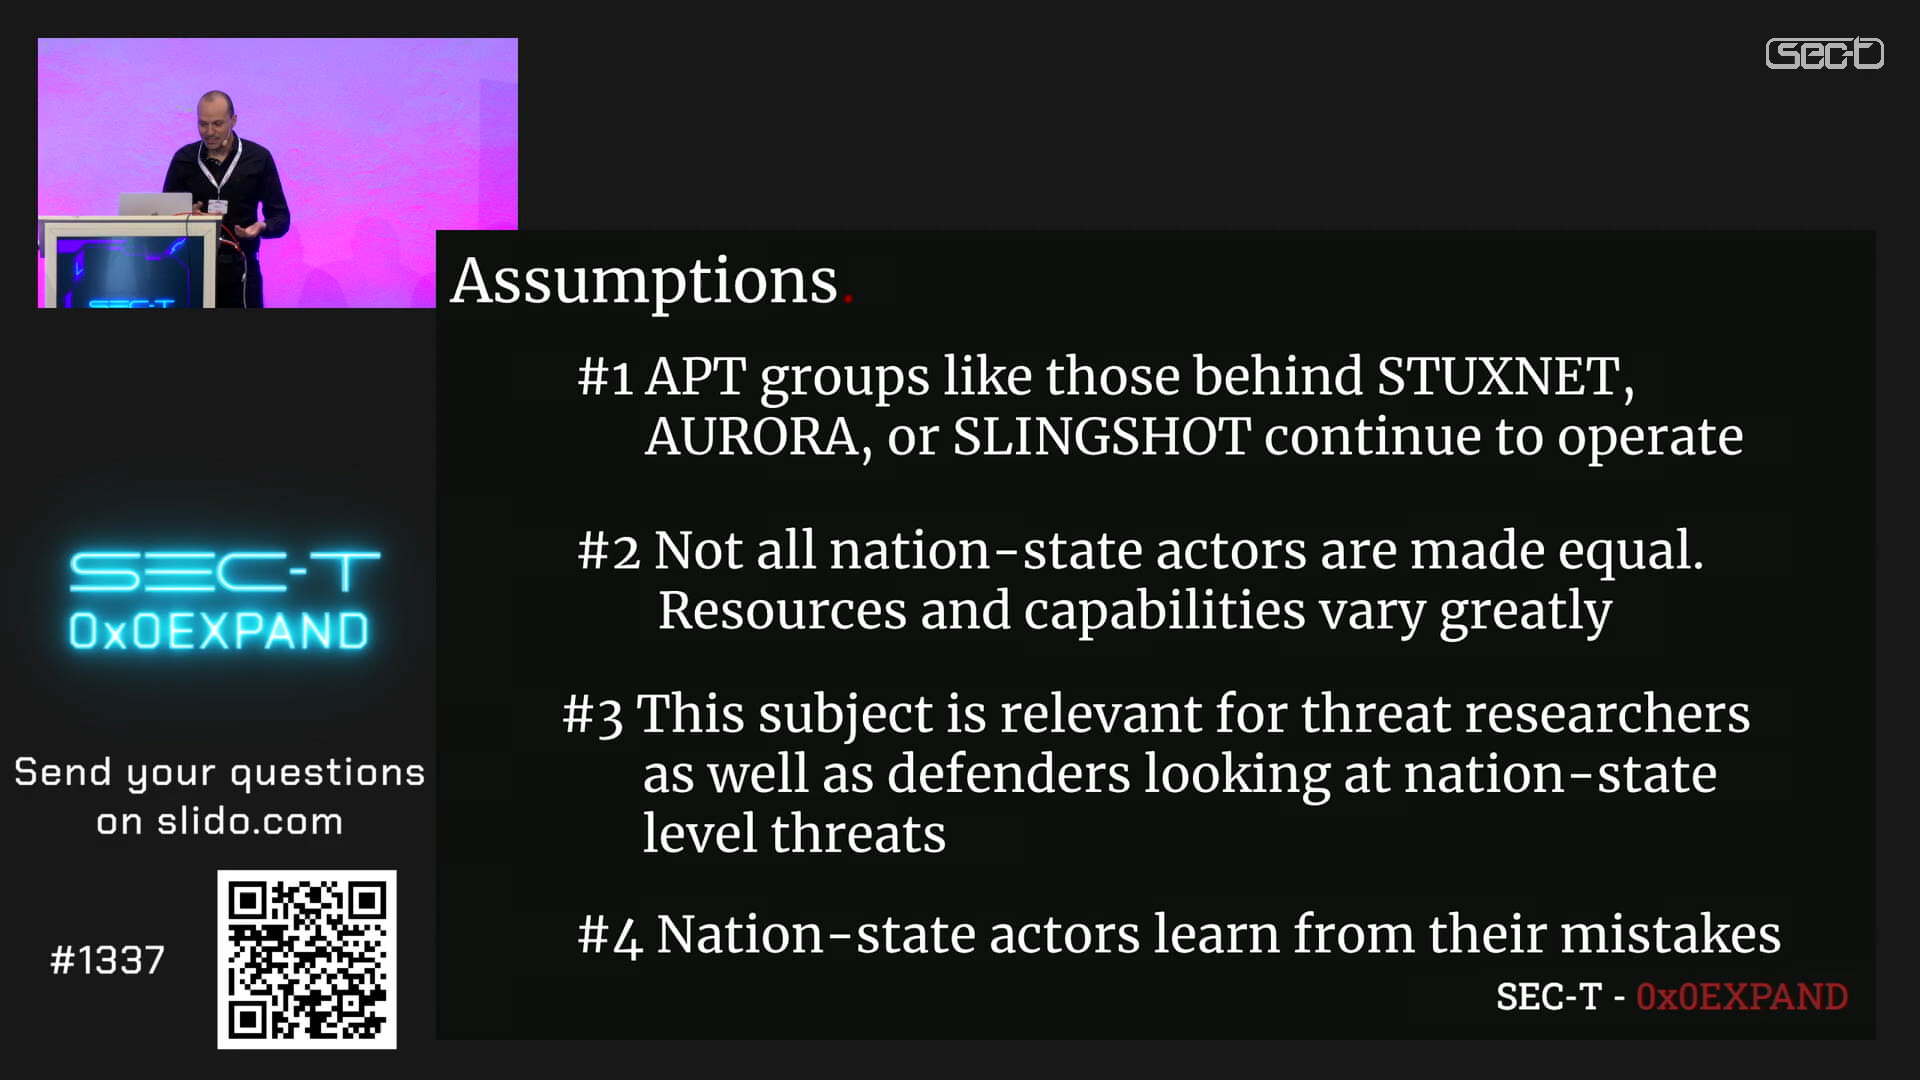 sec-t
SEC-T
Assumptions.
#1 APT groups like those behind STUXNET,
AURORA, or SLINGSHOT continue to operate
#2 Not all nation-state actors are made equal.
Resources and capabilities vary greatly
#3 This subject is relevant for threat researchers
as well as defenders looking at nation-state
level threats
#4 Nation-state actors learn from their mistakes
SEC-T - 0x0EXPAND
SEC-T
0x0EXPAND
Send your questions
on slido.com
#1337